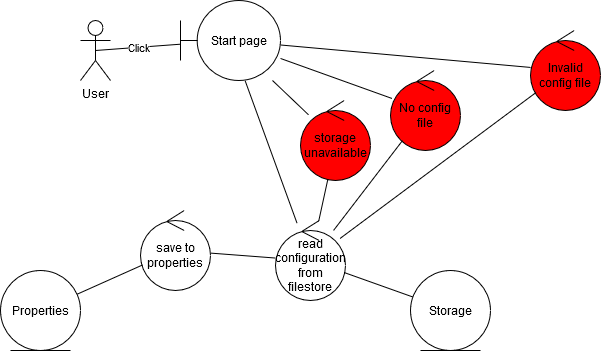 Start page
Click
User
Invalid
config file
No config
file
storage
unavailable
read
configuration
from
filestore
save to
properties
Properties
Storage